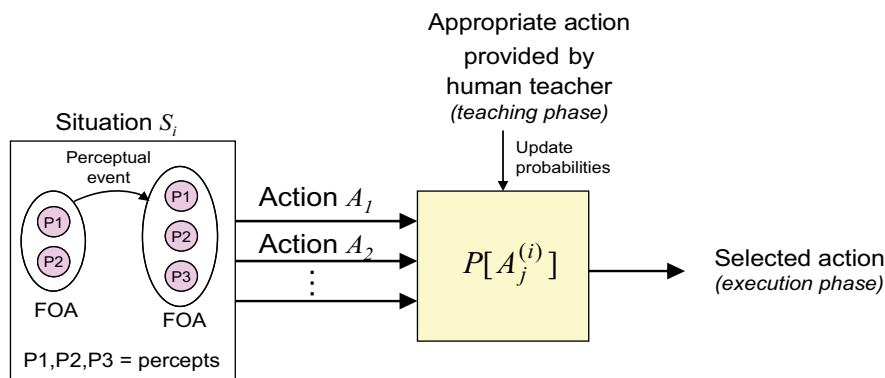 Appropriate action
provided by
human teacher
(teaching phase)
Situation S_i
Perceptual
event
Update
probabilities
P1
P2
FOA
P1
P2
P3
FOA
P1,P2,P3 = percepts
Action A_1
Action A_2
⋮
P[A_j^{(i)}]
Selected action
(execution phase)